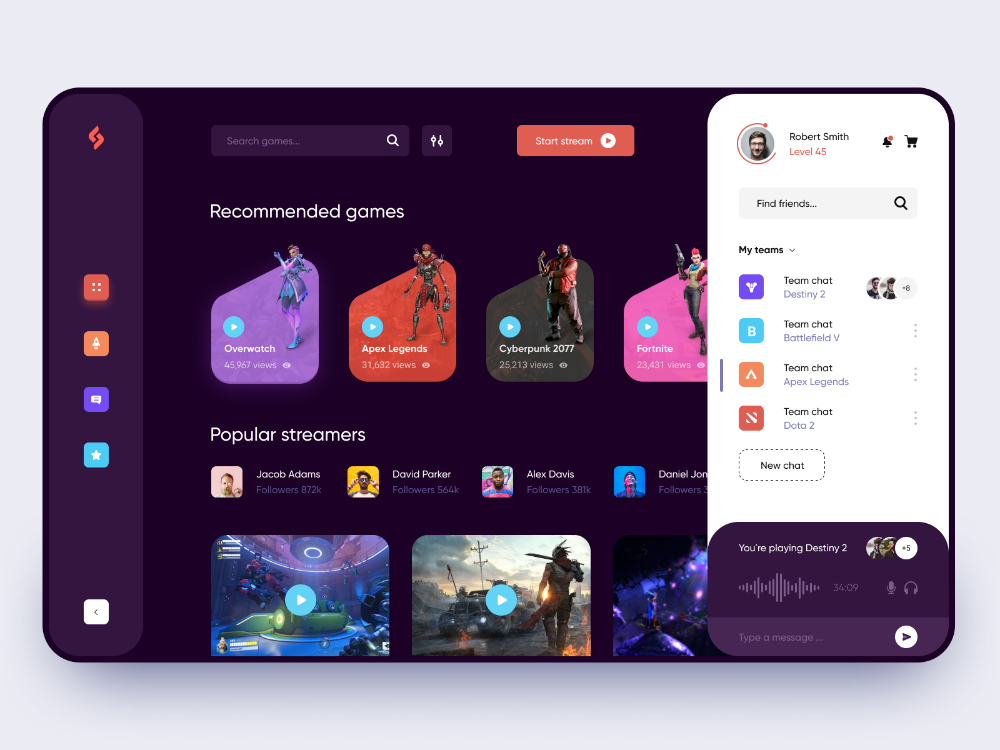 Search games...
Start stream
Recommended games
Overwatch
45,967 views
Apex Legends
31,632 views
Cyberpunk 2077
25,213 views
Fortnite
23,431 views
Popular streamers
Jacob Adams
Followers 872k
David Parker
Followers 564k
Alex Davis
Followers 381k
Daniel Jon
Followers 3
Robert Smith
Level 45
Find friends...
My teams
Team chat
Destiny 2
+8
B
Team chat
Battlefield V
Team chat
Apex Legends
Team chat
Dota 2
New chat
You're playing Destiny 2
+5
34:09
Type a message ...